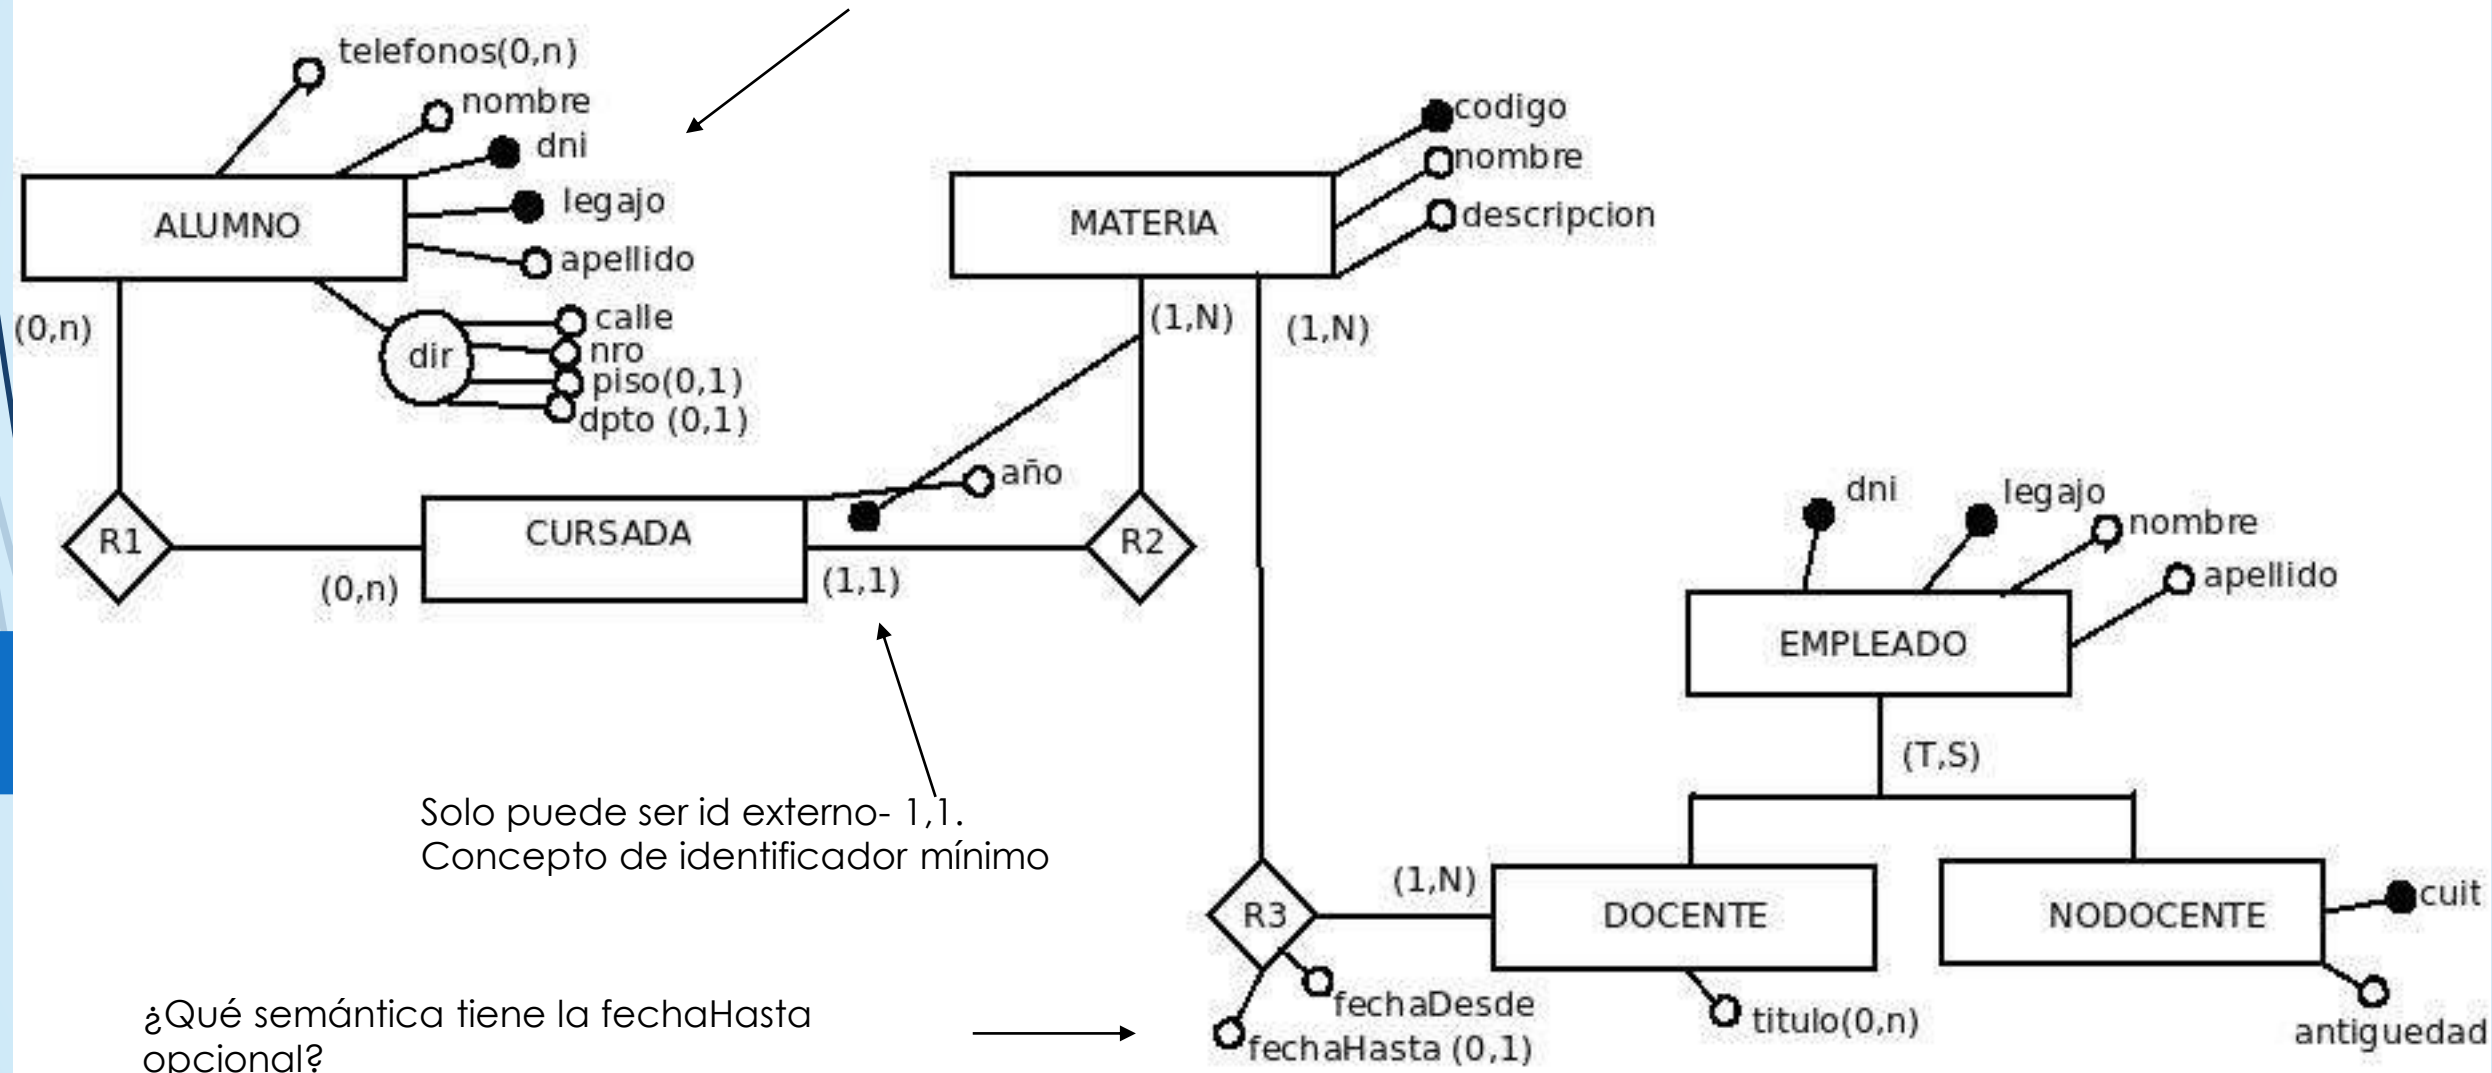 telefonos(0,n)
nombre
dni
legajo
apellido
ALUMNO
dir
calle
nro
piso(0,1)
dpto (0,1)
(0,n)
codigo
nombre
descripcion
MATERIA
(1,N)
(1,N)
año
R1
(0,n)
CURSADA
(1,1)
R2
dni
legajo
nombre
apellido
EMPLEADO
(T,S)
Solo puede ser id externo- 1,1.
Concepto de identificador mínimo
(1,N)
R3
DOCENTE
NODOCENTE
cuit
antiguedad
titulo(0,n)
fechaDesde
fechaHasta (0,1)
¿Qué semántica tiene la fechaHasta
opcional?